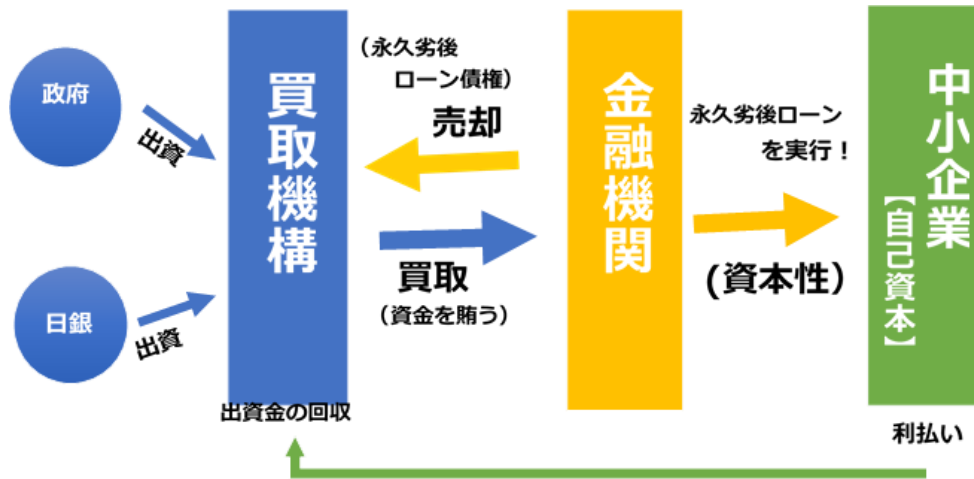 政府
出資
日銀
出資
買取機構
出資金の回収
（永久劣後
ローン債権）
売却
買取
（資金を賄う）
金融機関
永久劣後ローン
を実行！
(資本性）
中小企業
【自己資本】
利払い